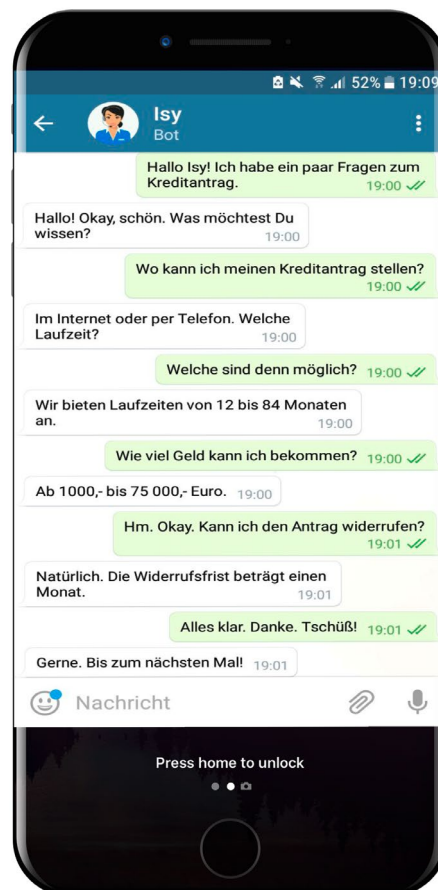 52% 19:09
Isy
Bot
Hallo Isy! Ich habe ein paar Fragen zum
Kreditantrag.
19:00
Hallo! Okay, schön. Was möchtest Du
wissen?
19:00
Wo kann ich meinen Kreditantrag stellen?
19:00
Im Internet oder per Telefon. Welche
Laufzeit?
19:00
Welche sind denn möglich? 19:00
Wir bieten Laufzeiten von 12 bis 84 Monaten
an.
19:00
Wie viel Geld kann ich bekommen? 19:00
Ab 1000,- bis 75 000,- Euro. 19:00
Hm. Okay. Kann ich den Antrag widerrufen?
19:01
Natürlich. Die Widerrufsfrist beträgt einen
Monat.
19:01
Alles klar. Danke. Tschüß! 19:01
Gerne. Bis zum nächsten Mal! 19:01
Nachricht
Press home to unlock